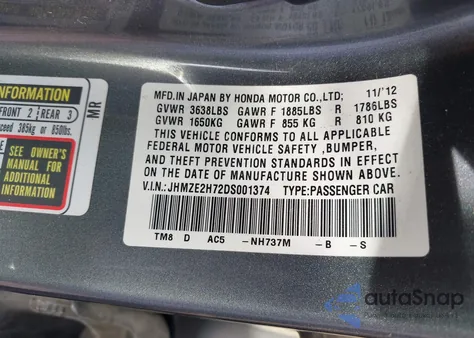 INFORMATION
FRONT 2 REAR 3
exceed 385kg or 850lbs.
SEE OWNER'S
MANUAL FOR
ADDITIONAL
INFORMATION
MR
MFD.IN JAPAN BY HONDA MOTOR CO.,LTD; 11/'12
GVWR 3638LBS GAWR F 1885LBS R 1786LBS
GVWR 1650KG GAWR F 855 KG R 810 KG
THIS VEHICLE CONFORMS TO ALL APPLICABLE
FEDERAL MOTOR VEHICLE SAFETY ,BUMPER,
AND THEFT PREVENTION STANDARDS IN EFFECT
ON THE DATE OF MANUFACTURE SHOWN ABOVE.
V.I.N.: JHMZE2H72DS001374 TYPE:PASSENGER CAR
TM8 D AC5 -NH737M -B -S
autoSnap